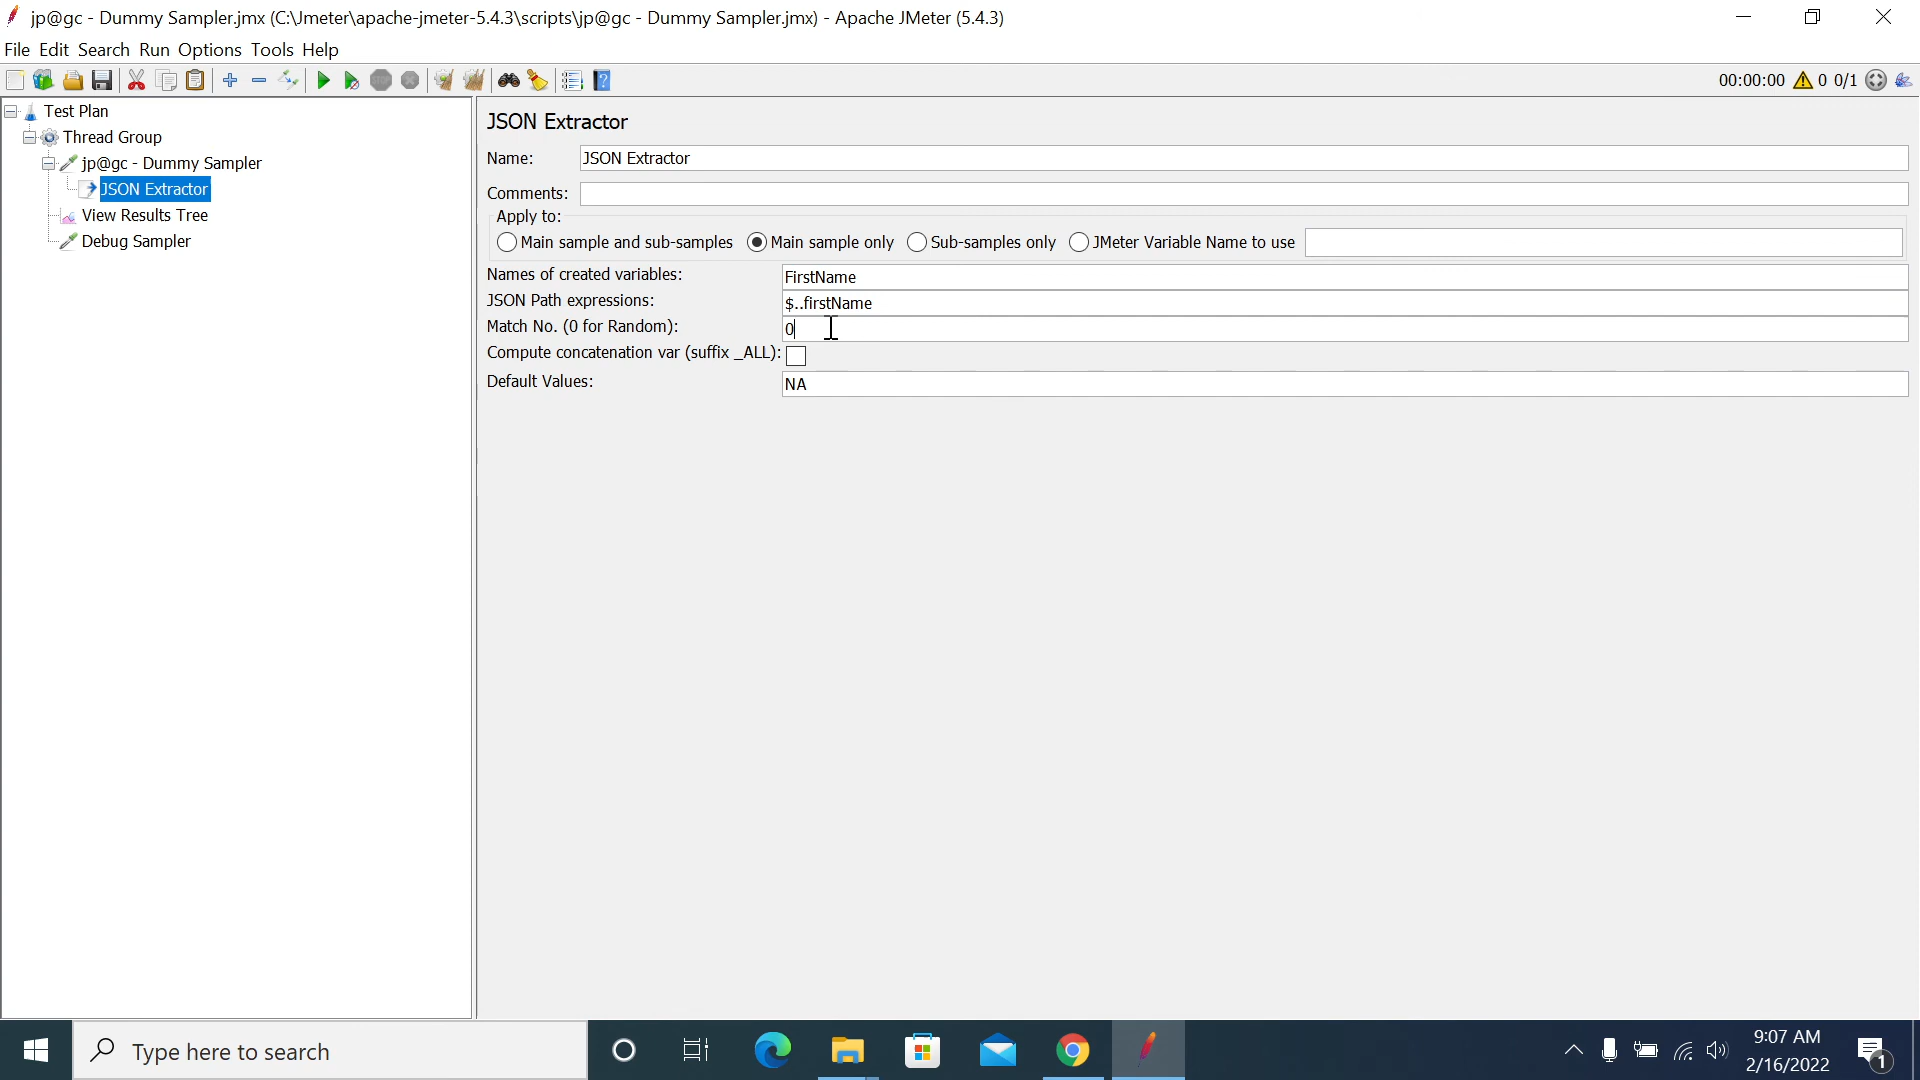 jp@gc - Dummy Sampler.jmx (C:\Jmeter\apache-jmeter-5.4.3\scripts\jp@gc - Dummy Sampler.jmx) - Apache JMeter (5.4.3)
File Edit Search Run Options Tools Help
00:00:00 0 0/1
Test Plan
Thread Group
jp@gc - Dummy Sampler
JSON Extractor
View Results Tree
Debug Sampler
JSON Extractor
Name: JSON Extractor
Comments:
Apply to:
Main sample and sub-samples Main sample only Sub-samples only JMeter Variable Name to use
Names of created variables: FirstName
JSON Path expressions: $..firstName
Match No. (0 for Random): 0
Compute concatenation var (suffix _ALL):
Default Values: NA
Type here to search
9:07 AM
2/16/2022
1